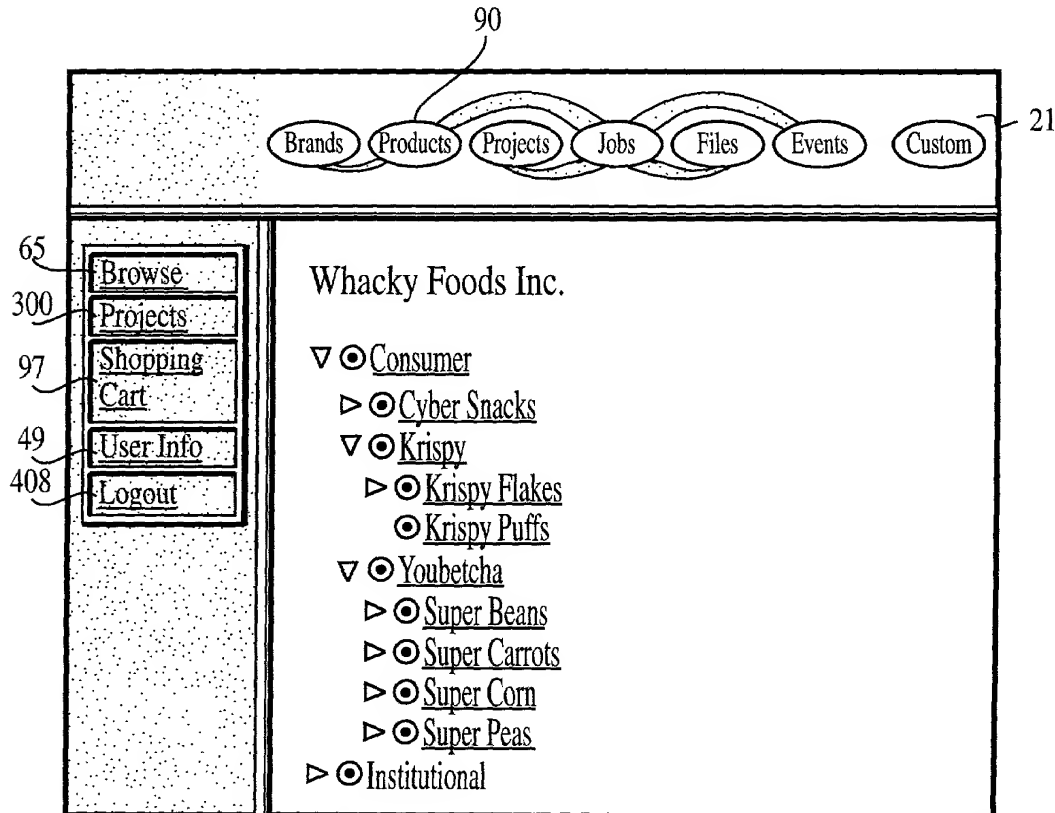 90
21
Brands Products Projects Jobs Files Events Custom
65
Browse
300
Projects
97
Shopping
Cart
49
User Info
408
Logout
Whacky Foods Inc.
Consumer
Cyber Snacks
Krispy
Krispy Flakes
Krispy Puffs
Youbetcha
Super Beans
Super Carrots
Super Corn
Super Peas
Institutional